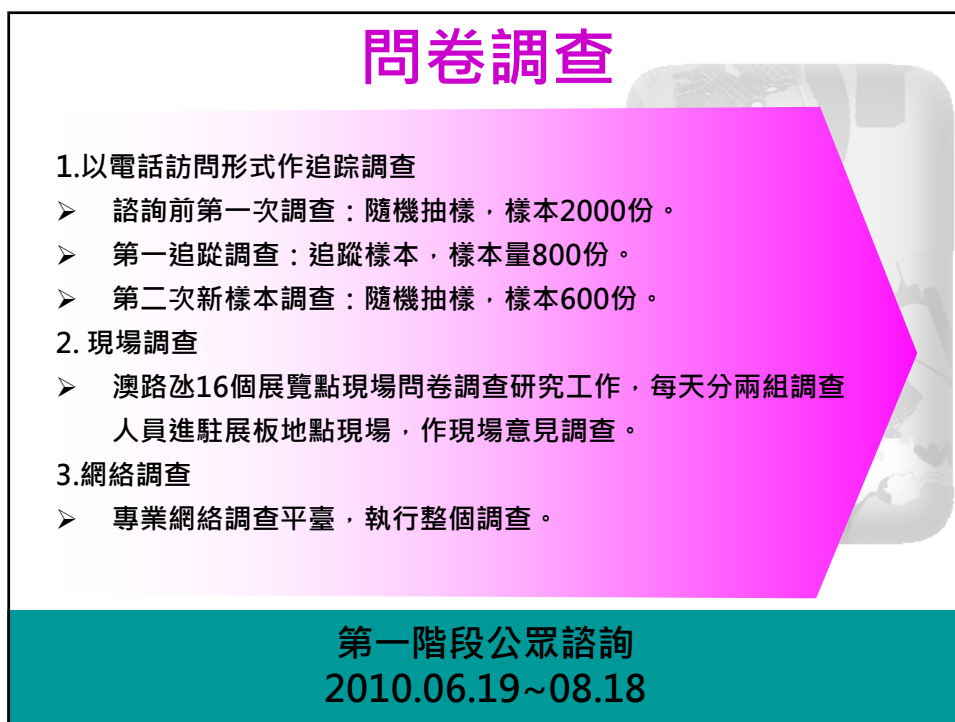 問卷調查
1.以電話訪問形式作追踪調查
➢ 諮詢前第一次調查：隨機抽樣，樣本2000份。
➢ 第一追蹤調查：追蹤樣本，樣本量800份。
➢ 第二次新樣本調查：隨機抽樣，樣本600份。
2. 現場調查
➢ 澳路氹16個展覽點現場問卷調查研究工作，每天分兩組調查
人員進駐展板地點現場，作現場意見調查。
3.網絡調查
➢ 專業網絡調查平臺，執行整個調查。
第一階段公眾諮詢
2010.06.19~08.18